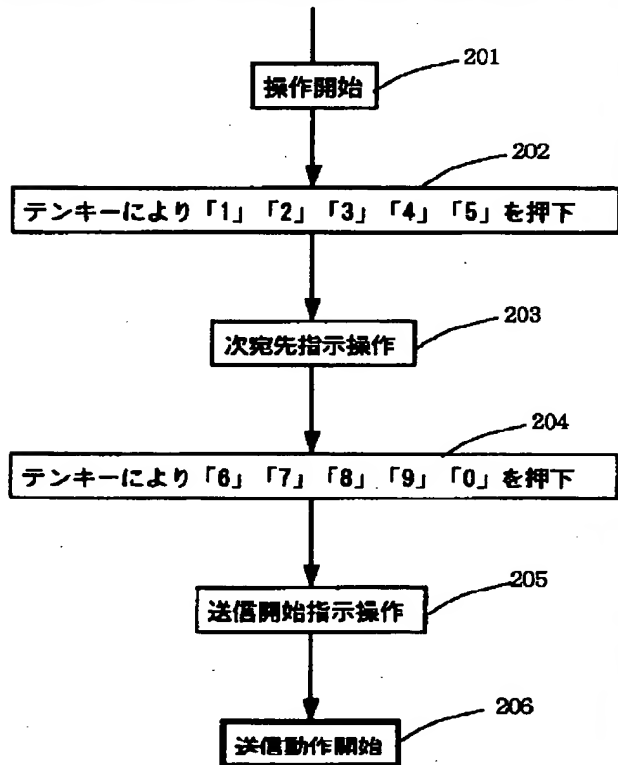 201
操作開始
202
テンキーにより「1」「2」「3」「4」「5」を押下
203
次宛先指示操作
204
テンキーにより「6」「7」「8」「9」「0」を押下
205
送信開始指示操作
206
送信動作開始